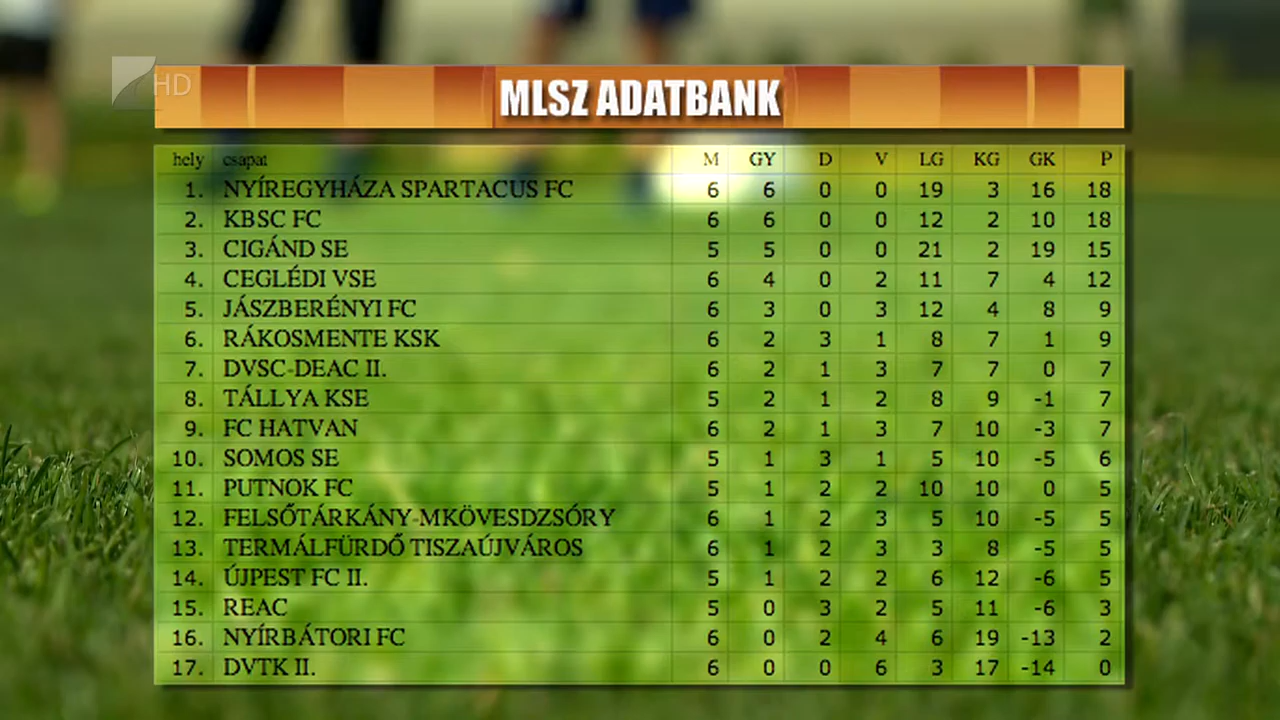 HD
MLSZ ADATBANK
hely csapat M GY D V LG KG GK P
1. NYÍREGYHÁZA SPARTACUS FC 6 6 0 0 19 3 16 18
2. KBSC FC 6 6 0 0 12 2 10 18
3. CIGÁND SE 5 5 0 0 21 2 19 15
4. CEGLÉDI VSE 6 4 0 2 11 7 4 12
5. JÁSZBERÉNYI FC 6 3 0 3 12 4 8 9
6. RÁKOSMENTE KSK 6 2 3 1 8 7 1 9
7. DVSC-DEAC II. 6 2 1 3 7 7 0 7
8. TÁLLYA KSE 5 2 1 2 8 9 -1 7
9. FC HATVAN 6 2 1 3 7 10 -3 7
10. SOMOS SE 5 1 3 1 5 10 -5 6
11. PUTNOK FC 5 1 2 2 10 10 0 5
12. FELSŐTÁRKÁNY-MKÖVESDZSÓRY 6 1 2 3 5 10 -5 5
13. TERMÁLFÜRDŐ TISZAÚJVÁROS 6 1 2 3 3 8 -5 5
14. ÚJPEST FC II. 5 1 2 2 6 12 -6 5
15. REAC 5 0 3 2 5 11 -6 3
16. NYÍRBÁTORI FC 6 0 2 4 6 19 -13 2
17. DVTK II. 6 0 0 6 3 17 -14 0